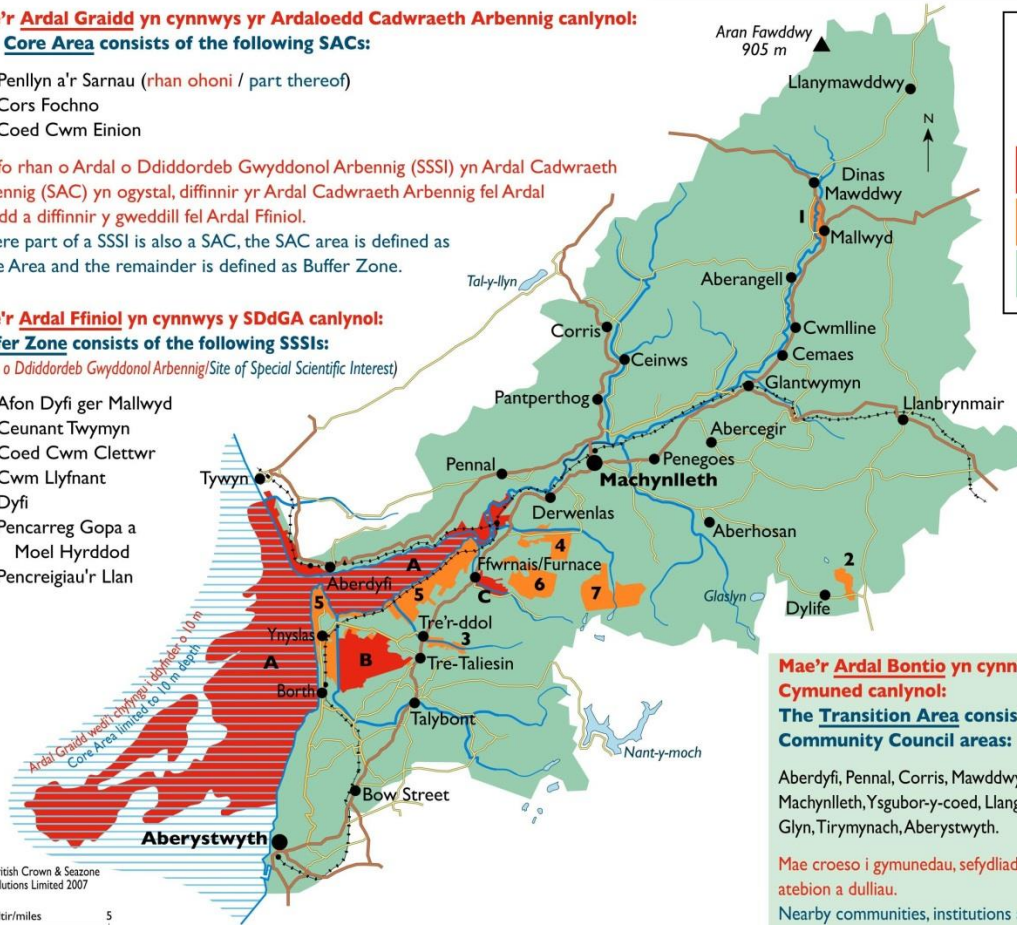 'r Ardal Graidd yn cynnwys yr Ardaloedd Cadwraeth Arbennig canlynol:
Core Area consists of the following SACs:
Penllyn a'r Sarnau (rhan ohoni / part thereof)
Cors Fochno
Coed Cwm Einion
fo rhan o Ardal o Ddiddordeb Gwyddonol Arbennig (SSSI) yn Ardal Cadwraeth
ennig (SAC) yn ogystal, diffinnir yr Ardal Cadwraeth Arbennig fel Ardal
dd a diffinnir y gweddill fel Ardal Ffiniol.
ere part of a SSSI is also a SAC, the SAC area is defined as
e Area and the remainder is defined as Buffer Zone.
e'r Ardal Ffiniol yn cynnwys y SDdGA canlynol:
fer Zone consists of the following SSSIs:
o Ddiddordeb Gwyddonol Arbennig/Site of Special Scientific Interest)
Afon Dyfi ger Mallwyd
Ceunant Twymyn
Coed Cwm Clettwr
Cwm Llyfnant
Dyfi
Pencarreg Gopa a
Moel Hyrddod
Pencreigiau'r Llan
Aran Fawddwy
905 m
Llanymawddwy
N
Dinas
Mawddwy
1
Mallwyd
Aberangell
Tal-y-llyn
Corris
Cwmlline
Ceinws
Cemaes
Glantwymyn
Pantperthog
Llanbrynmair
Abercegir
Pennal
Penegoes
Tywyn
Machynlleth
Derwenlas
Aberhosan
4
A
Ffwrnais/Furnace
Aberdyfi
6
2
C
7
Glaslyn
5
5
Dylife
Tre'r-ddol
Ynyslas
3
A
B
Tre-Taliesin
Borth
Talybont
Ardal Graidd wedi'i chyfyngu i ddyfnder o 10 m
Core Area limited to 10 m depth
Nant-y-moch
Bow Street
Aberystwyth
itish Crown & Seazone
lutions Limited 2007
ltir/miles 5
Mae'r Ardal Bontio yn cynn
Cymuned canlynol:
The Transition Area consis
Community Council areas:
Aberdyfi, Pennal, Corris, Mawddwy
Machynlleth, Ysgubor-y-coed, Llang
Glyn, Tirymynach, Aberystwyth.
Mae croeso i gymunedau, sefydliad
atebion a dulliau.
Nearby communities, institutions